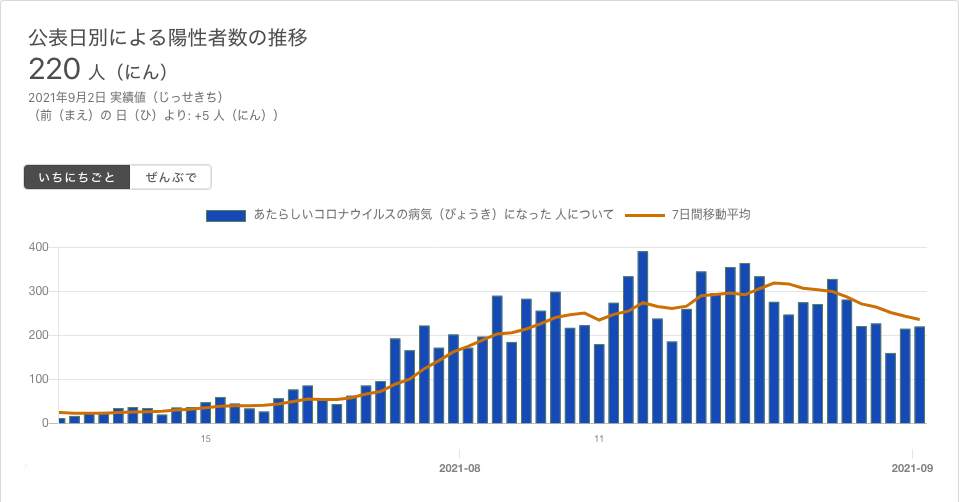 公表日別による陽性者数の推移
220 人（にん）
2021年9月2日 実績値（じっせきち）
（前（まえ）の 日（ひ）より: +5 人（にん））
いちにちごと ぜんぶで
あたらしいコロナウイルスの病気（びょうき）になった 人について 7日間移動平均
400
300
200
100
0
15 11
2021-08 2021-09